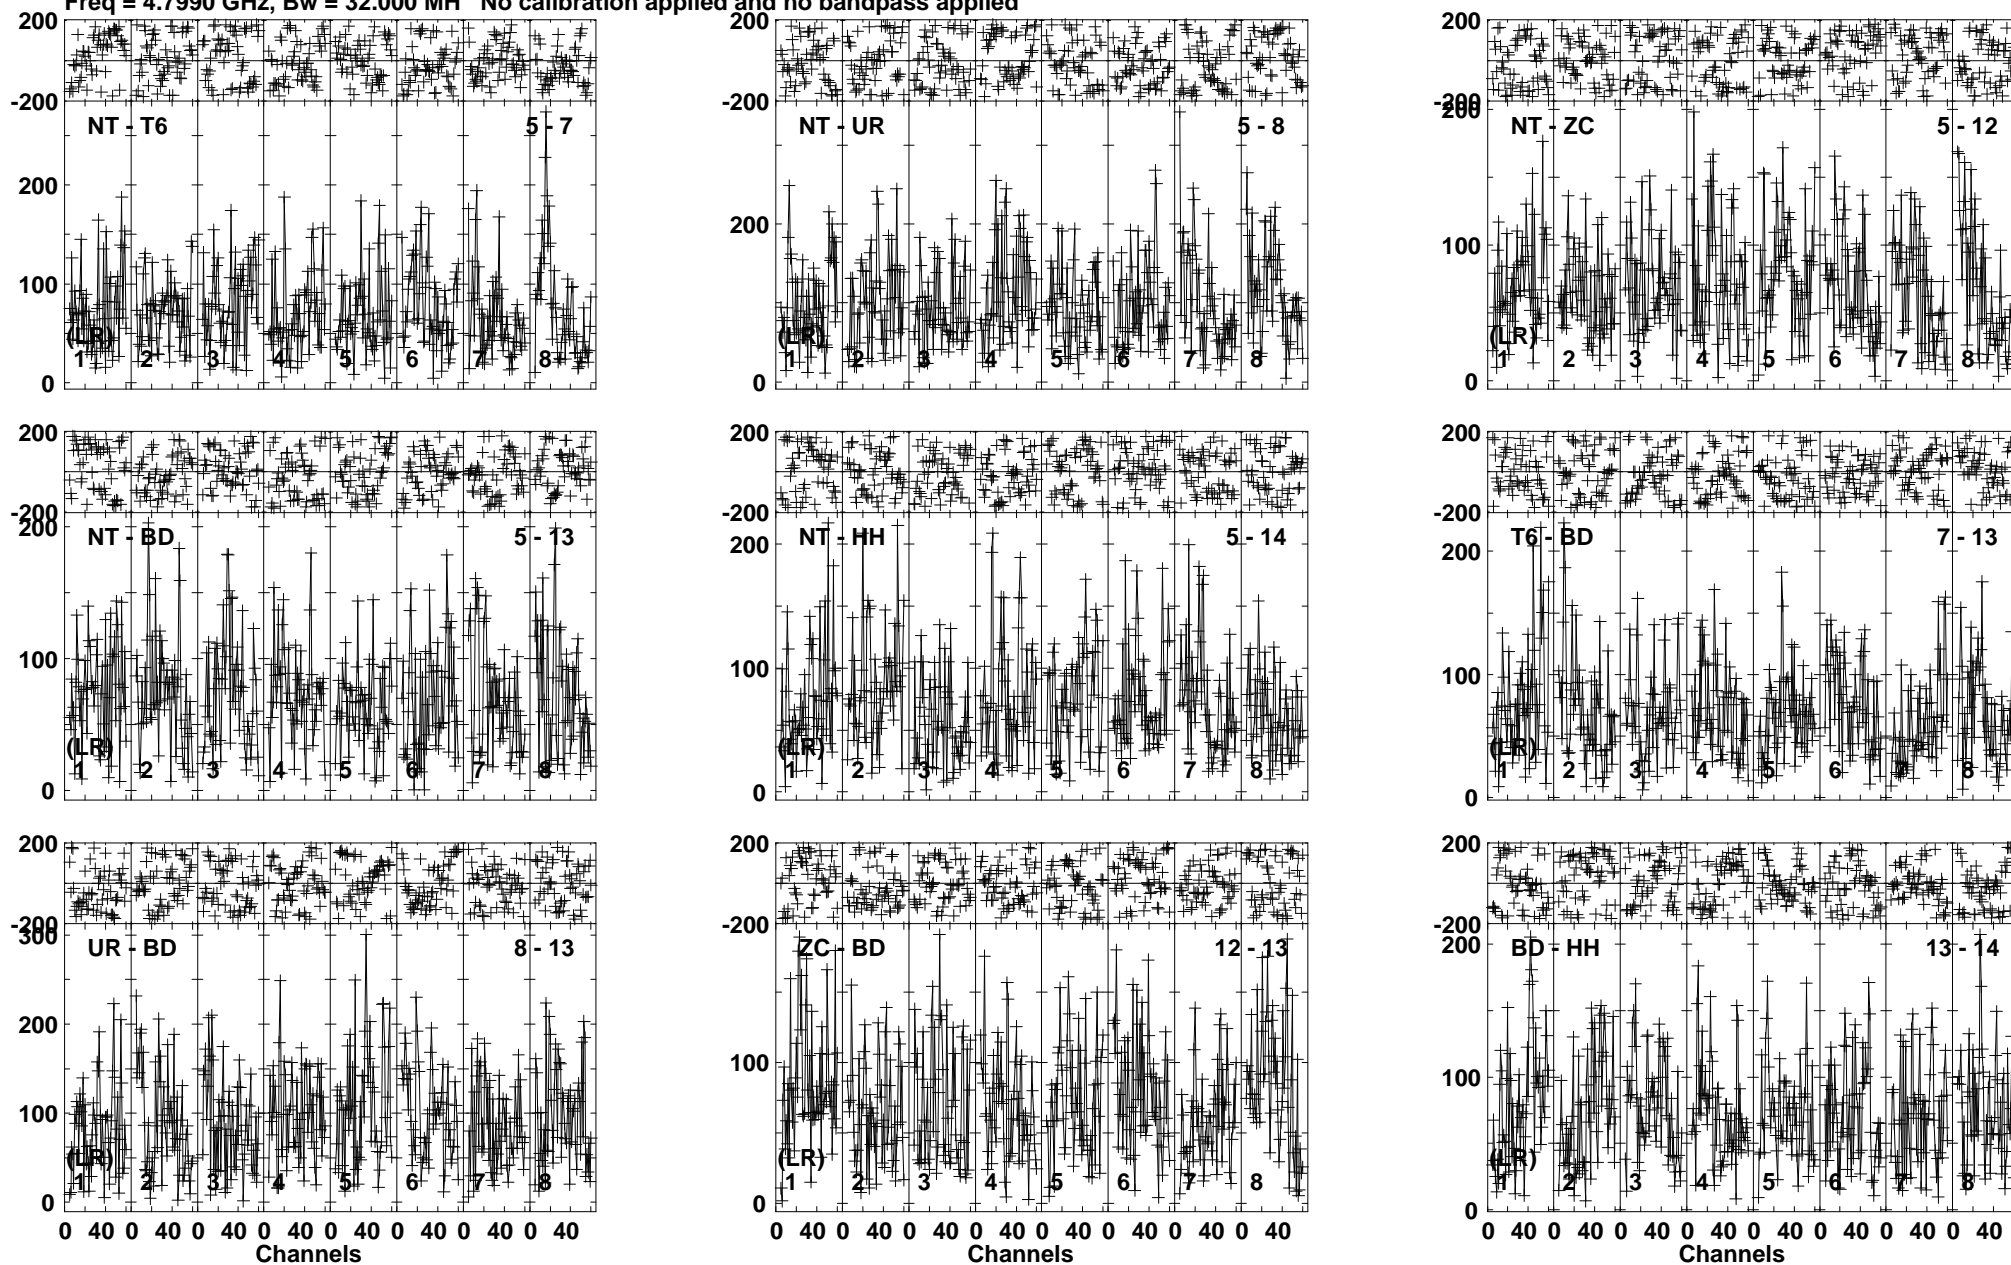 Freq = 4.7990 GHz, Bw = 32.000 MH No calibration applied and no bandpass applied
200 200 200
-200 -200 -200
NT - T6 5 - 7 NT - UR 5 - 8 NT - ZC 5 - 12
200
200 200
100 100
(LR) (LR) (LR)
1 2 3 4 5 6 7 8 1 2 3 4 5 6 7 8 1 2 3 4 5 6 7 8
0 0 0
200 200 200
-200 -200 -200
200
NT - BD 5 - 13 NT - HH 5 - 14 T6 - BD 7 - 13
200 200
100 100 100
(LR) (LR) (LR)
1 2 3 4 5 6 7 8 1 2 3 4 5 6 7 8 1 2 3 4 5 6 7 8
0 0 0
200 200 200
-200 -200 -200
300
UR - BD 8 - 13 ZC - BD 12 - 13 BD - HH 13 - 14
200 200
100 100 100
(LR) (LR) (LR)
1 2 3 4 5 6 7 8 1 2 3 4 5 6 7 8 1 2 3 4 5 6 7 8
0 0 0
0 40 0 40 0 40 0 40 0 40 0 40 0 40 0 40 0 40 0 40 0 40 0 40 0 40 0 40 0 40 0 40 0 40 0 40 0 40 0 40 0 40 0 40 0 40 0 40
Channels Channels Channels